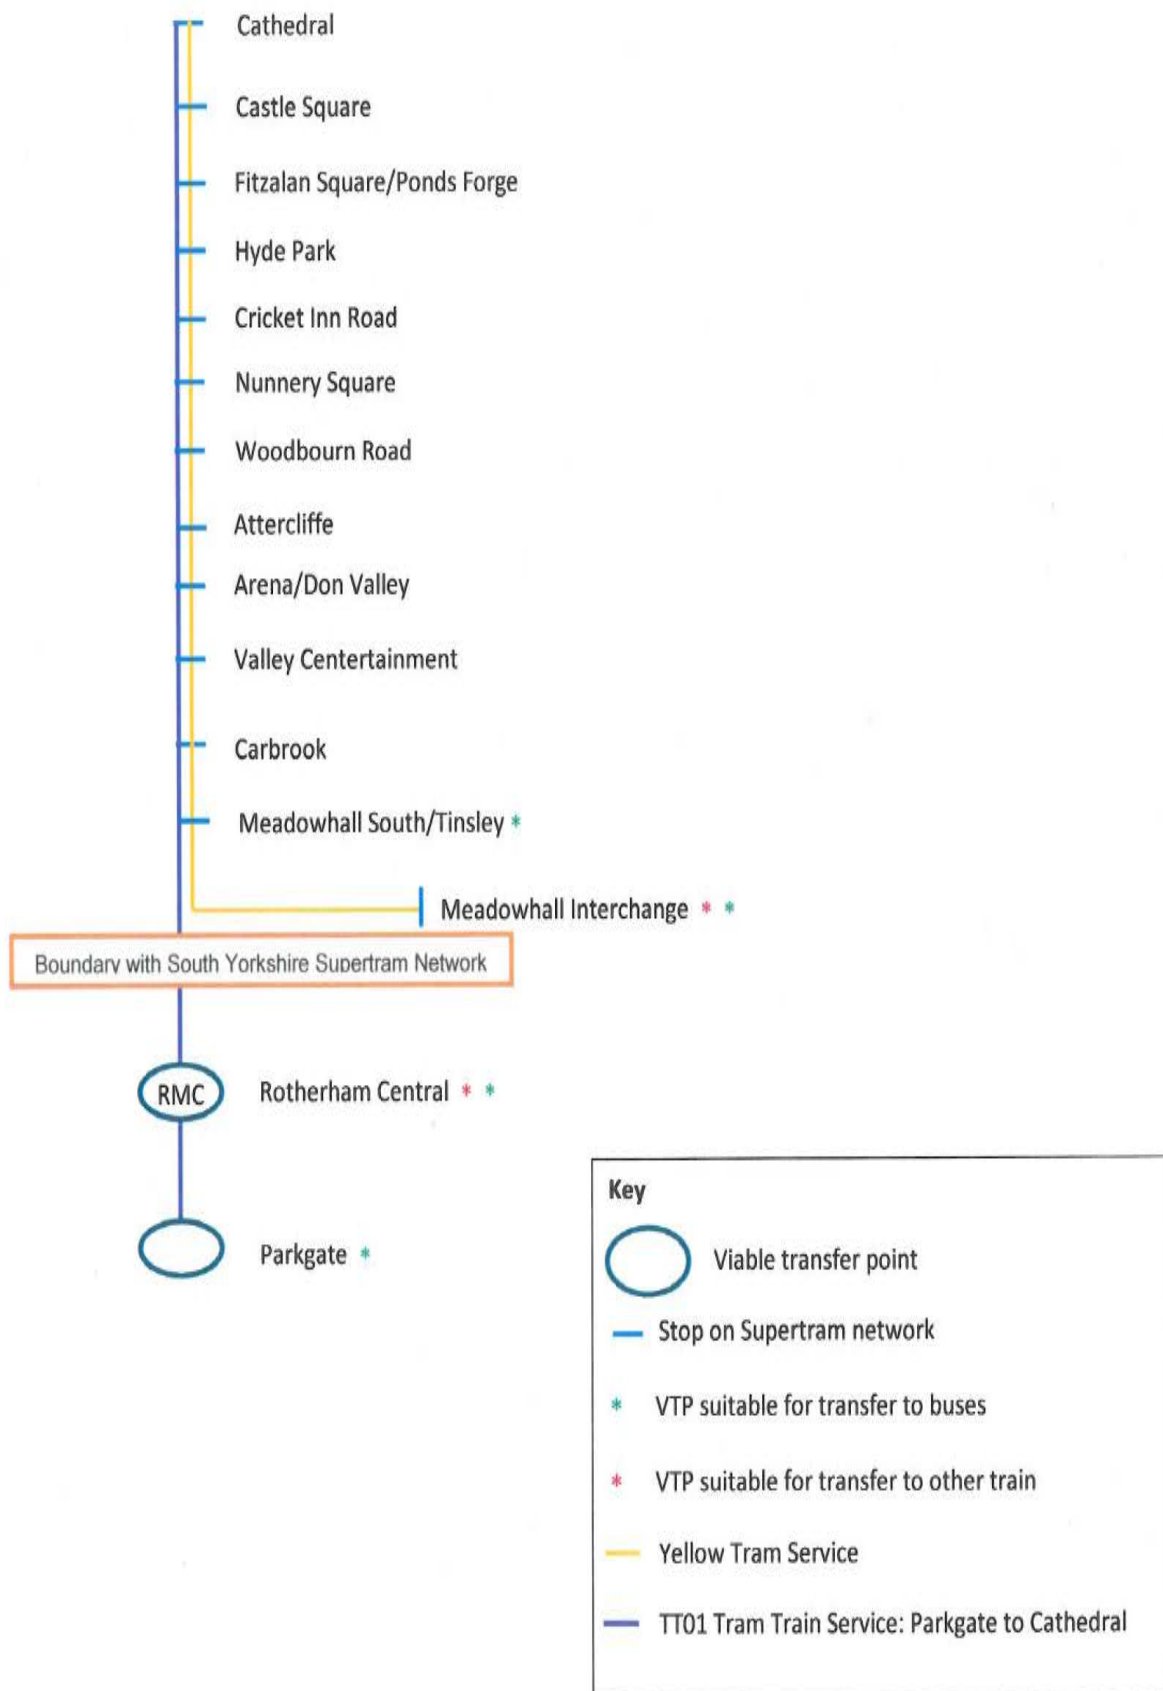 Cathedral
Castle Square
Fitzalan Square/Ponds Forge
Hyde Park
Cricket Inn Road
Nunnery Square
Woodbourn Road
Attercliffe
Arena/Don Valley
Valley Centertainment
Carbrook
Meadowhall South/Tinsley *
Meadowhall Interchange * *
Boundary with South Yorkshire Supertram Network
RMC Rotherham Central * *
Parkgate *
Key
Viable transfer point
Stop on Supertram network
* VTP suitable for transfer to buses
* VTP suitable for transfer to other train
Yellow Tram Service
TT01 Tram Train Service: Parkgate to Cathedral